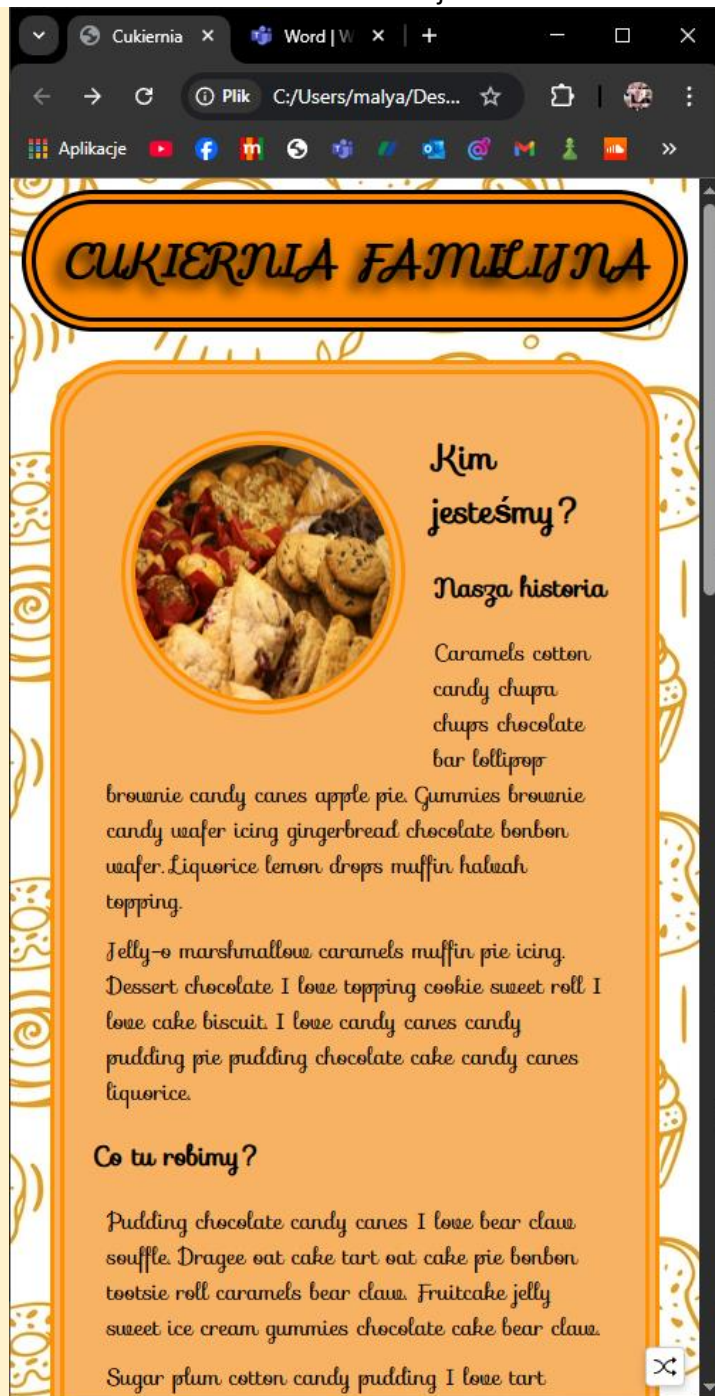 Cukiernia
Word | W
Plik C:/Users/malya/Des...
Aplikacje
CUKIERNIA FAMILIJNA
Kim
jesteśmy?
Nasza historia
Caramels cotton
candy chupa
chups chocolate
bar lollipop
brownie candy canes apple pie. Gummies brownie
candy wafer icing gingerbread chocolate bonbon
wafer. Liquorice lemon drops muffin halvah
topping.
Jelly-o marshmallow caramels muffin pie icing.
Dessert chocolate I love topping cookie sweet roll I
love cake biscuit. I love candy canes candy
pudding pie pudding chocolate cake candy canes
liquorice.
Co tu robimy?
Pudding chocolate candy canes I love bear claw
souffle. Dragee oat cake tart oat cake pie bonbon
tootsie roll caramels bear claw. Fruitcake jelly
sweet ice cream gummies chocolate cake bear claw.
Sugar plum cotton candy pudding I love tart